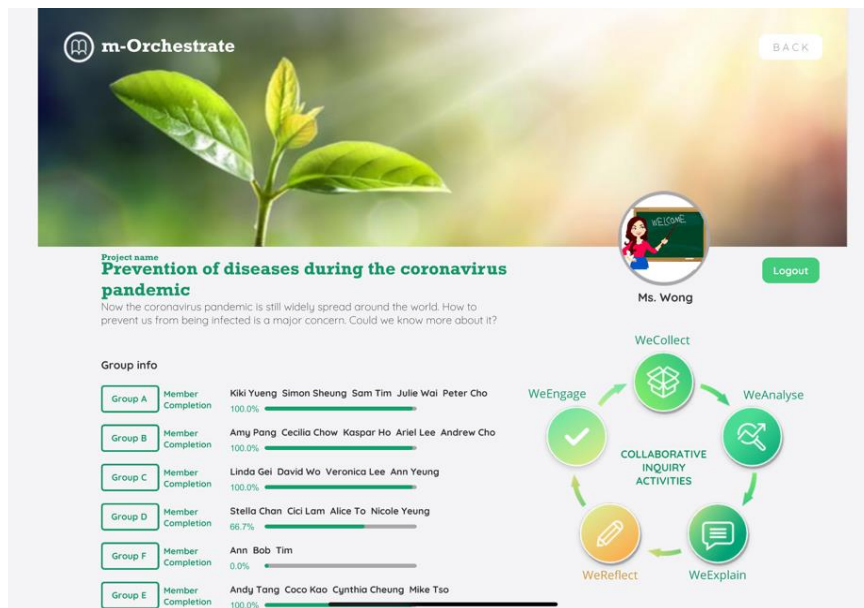 m-Orchestrate
BACK
WELCOME
Project name
Prevention of diseases during the coronavirus
pandemic
Now the coronavirus pandemic is still widely spread around the world. How to
prevent us from being infected is a major concern. Could we know more about it?
Ms. Wong
Logout
Group info
Group A
Member Kiki Yueng Simon Sheung Sam Tim Julie Wai Peter Cho
Completion 100.0%
Group B
Member Amy Pang Cecilia Chow Kaspar Ho Ariel Lee Andrew Cho
Completion 100.0%
Group C
Member Linda Gei David Wo Veronica Lee Ann Yeung
Completion 100.0%
Group D
Member Stella Chan Cici Lam Alice To Nicole Yeung
Completion 66.7%
Group F
Member Ann Bob Tim
Completion 0.0%
Group E
Member Andy Tang Coco Kao Cynthia Cheung Mike Tso
Completion 100.0%
WeCollect
WeEngage
WeAnalyse
COLLABORATIVE
INQUIRY
ACTIVITIES
WeReflect
WeExplain